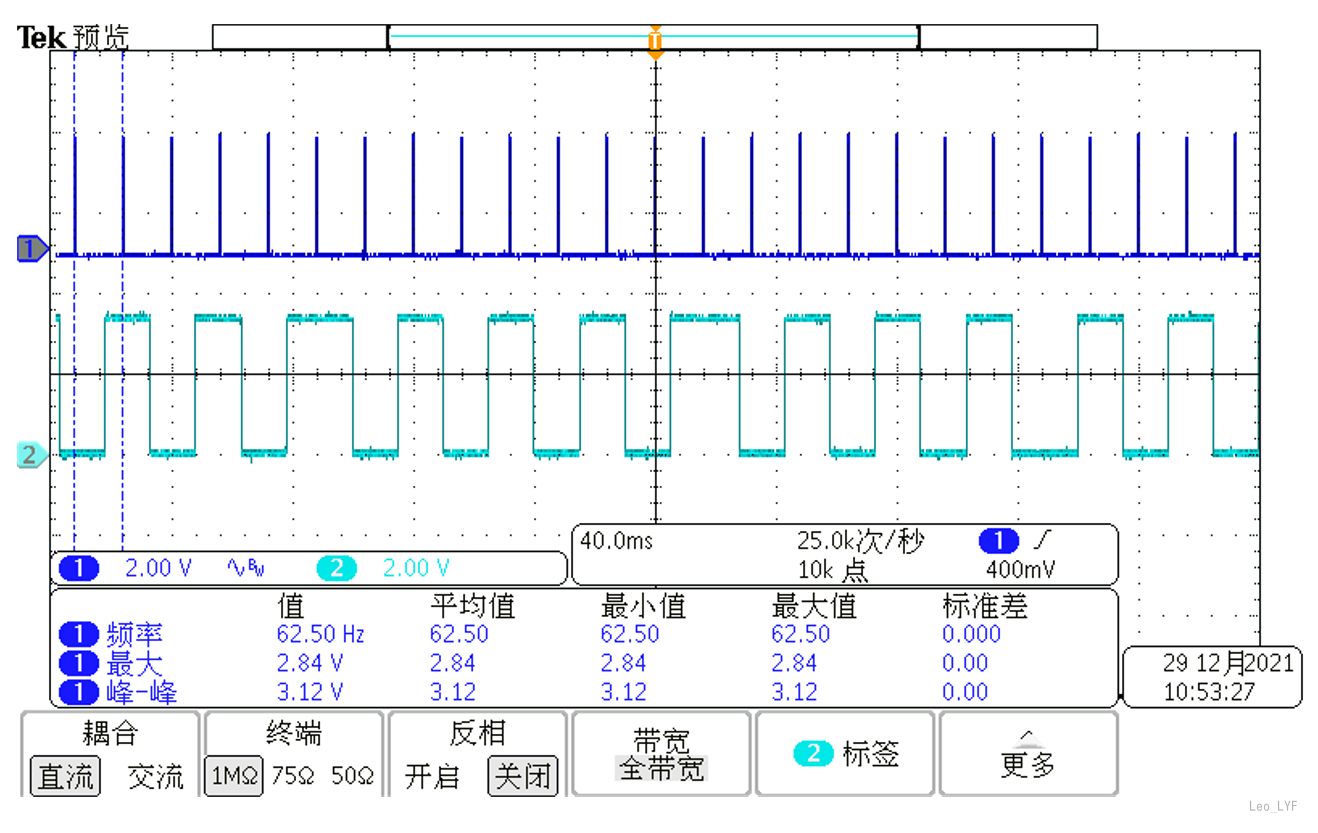 Tek 预览
T
1
2
40.0ms 25.0k次/秒 1
10k 点 400mV
1 2.00 V BW 2 2.00 V
值 平均值 最小值 最大值 标准差
1 频率 62.50 Hz 62.50 62.50 62.50 0.000
1 最大 2.84 V 2.84 2.84 2.84 0.00
1 峰-峰 3.12 V 3.12 3.12 3.12 0.00
29 12月2021
10:53:27
耦合 终端 反相 带宽 2 标签 更多
直流 交流 1MΩ 75Ω 50Ω 开启 关闭 全带宽
Leo_LYF